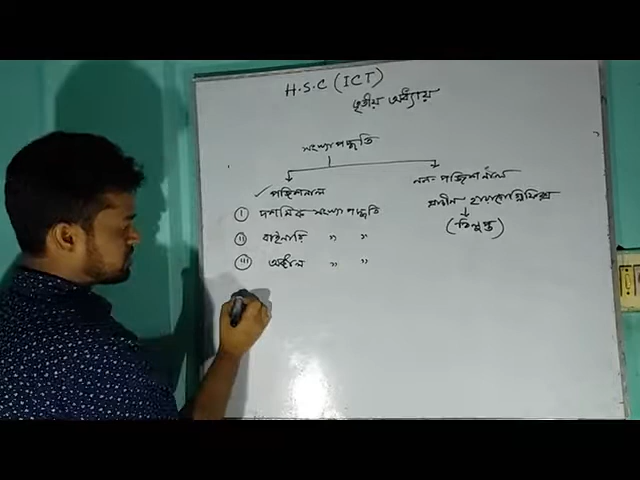 H.S.C (ICT)
তৃতীয় অধ্যায়
সংখ্যা পদ্ধতি
✓ পজিশনাল
নন- পজিশনাল
(i) দশমিক সংখ্যা পদ্ধতি
প্রাচীন হায়ারোগ্লিফিক্স
(বিলুপ্ত)
(ii) বাইনারি " "
(iii) অক্টাল " "